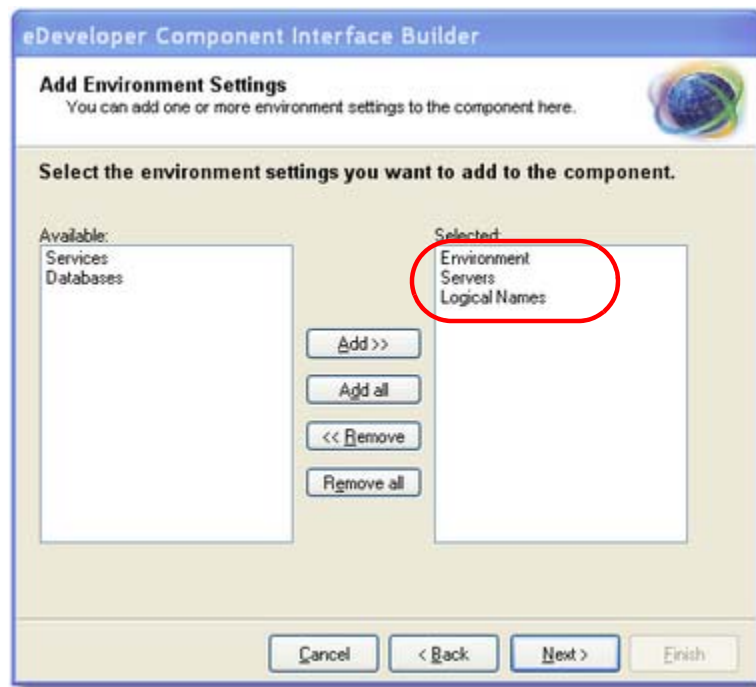 eDeveloper Component Interface Builder
Add Environment Settings
You can add one or more environment settings to the component here.
Select the environment settings you want to add to the component.
Available:
Services
Databases
Selected:
Environment
Servers
Logical Names
Add >>
Add all
<< Remove
Remove all
Cancel
< Back
Next >
Finish